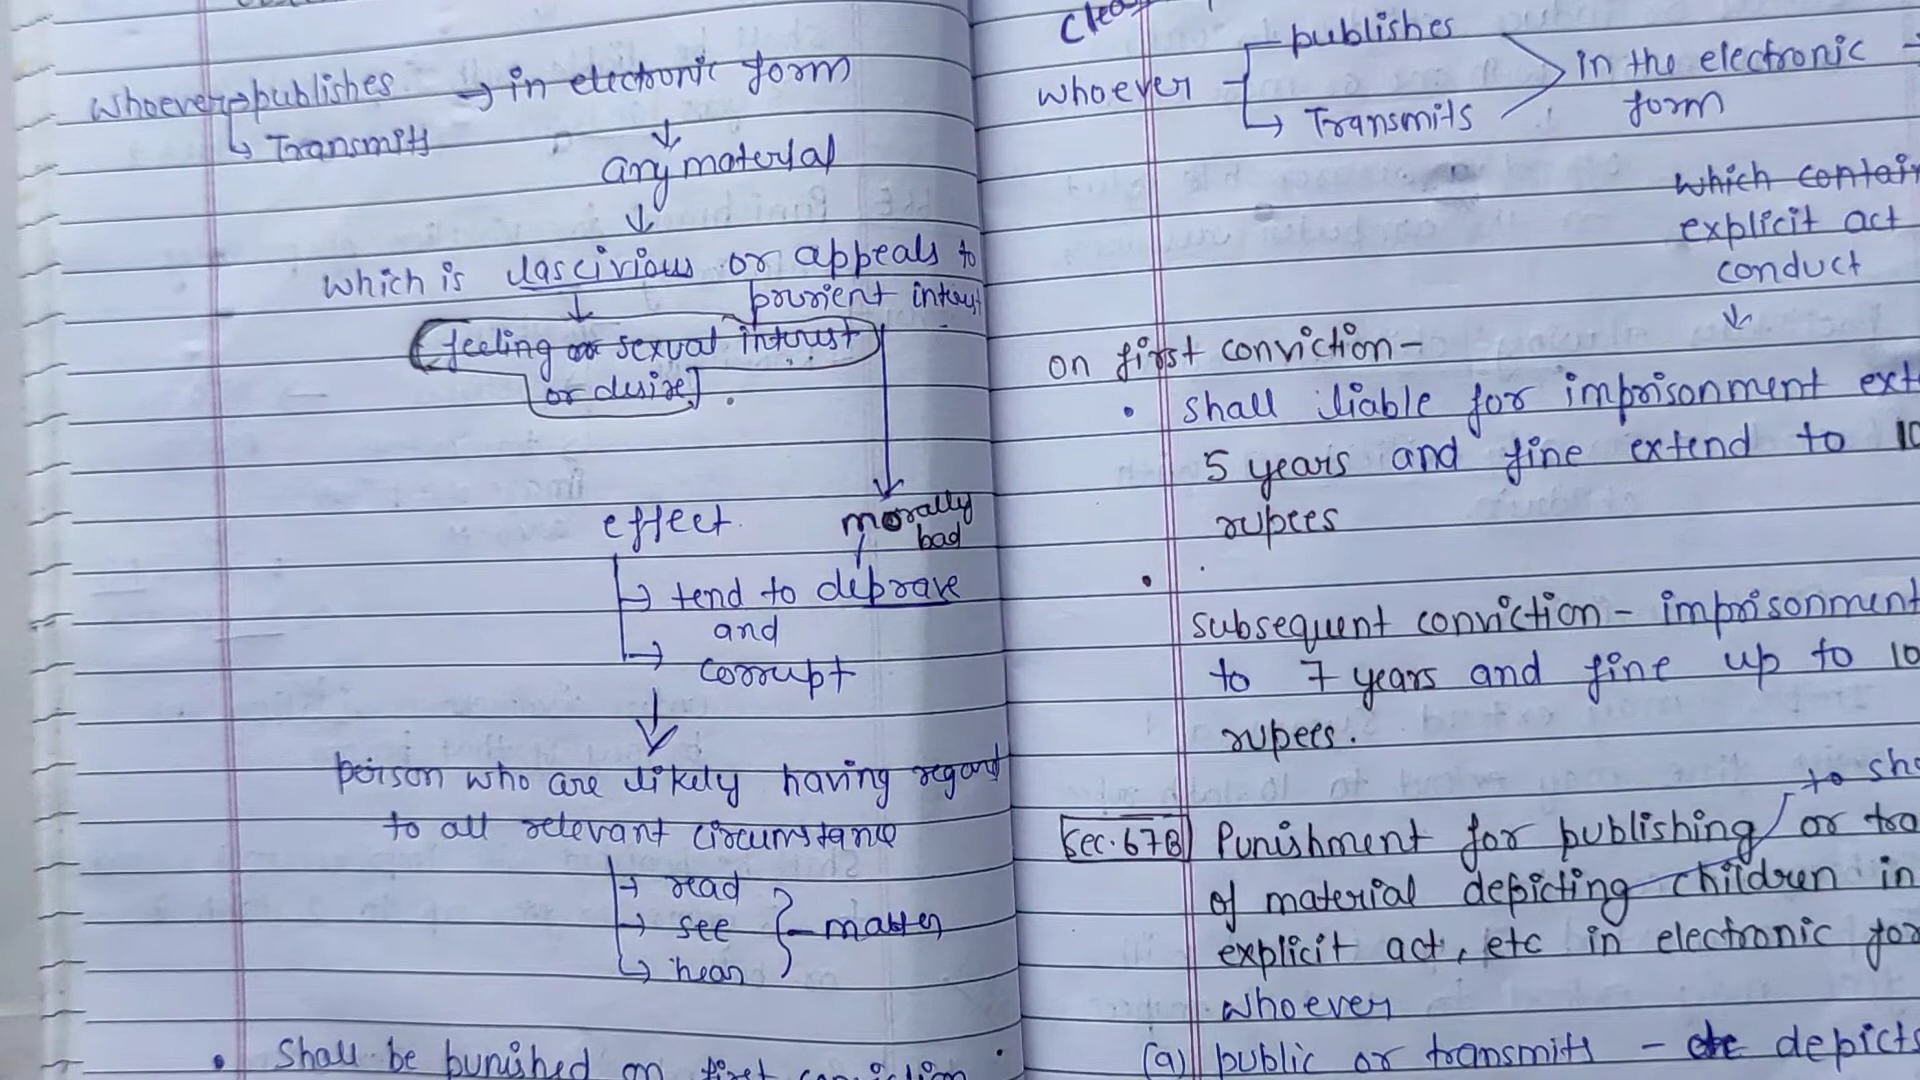 whoever→publishes → in electronic form
↳ Transmits
↓
any material
↓
which is lascivious or appeals to
prurient interest
↓
(feeling or sexual interest
or desire]
effect morally
bad
→ tend to deprave
and
→ corrupt
↓
person who are likely having regard
to all relevant circumstance
→ read
→ see } matter
↳ hear
• Shall be punished on first conviction
whoever
publishes
→ Transmits
in the electronic
form
which contain
explicit act
conduct
↓
on first conviction-
• shall liable for imprisonment
5 years and fine extend to 10
rupees
•
subsequent conviction - imprisonment
to 7 years and fine up to 10
rupees.
to
Sec.67B Punishment for publishing / or
of material depicting children in
explicit act, etc in electronic
whoever
(a) public or transmits - depicts